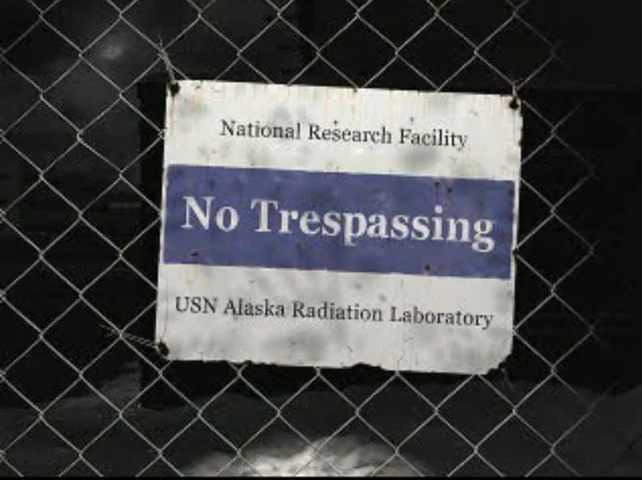 National Research Facility
No Trespassing
USN Alaska Radiation Laboratory